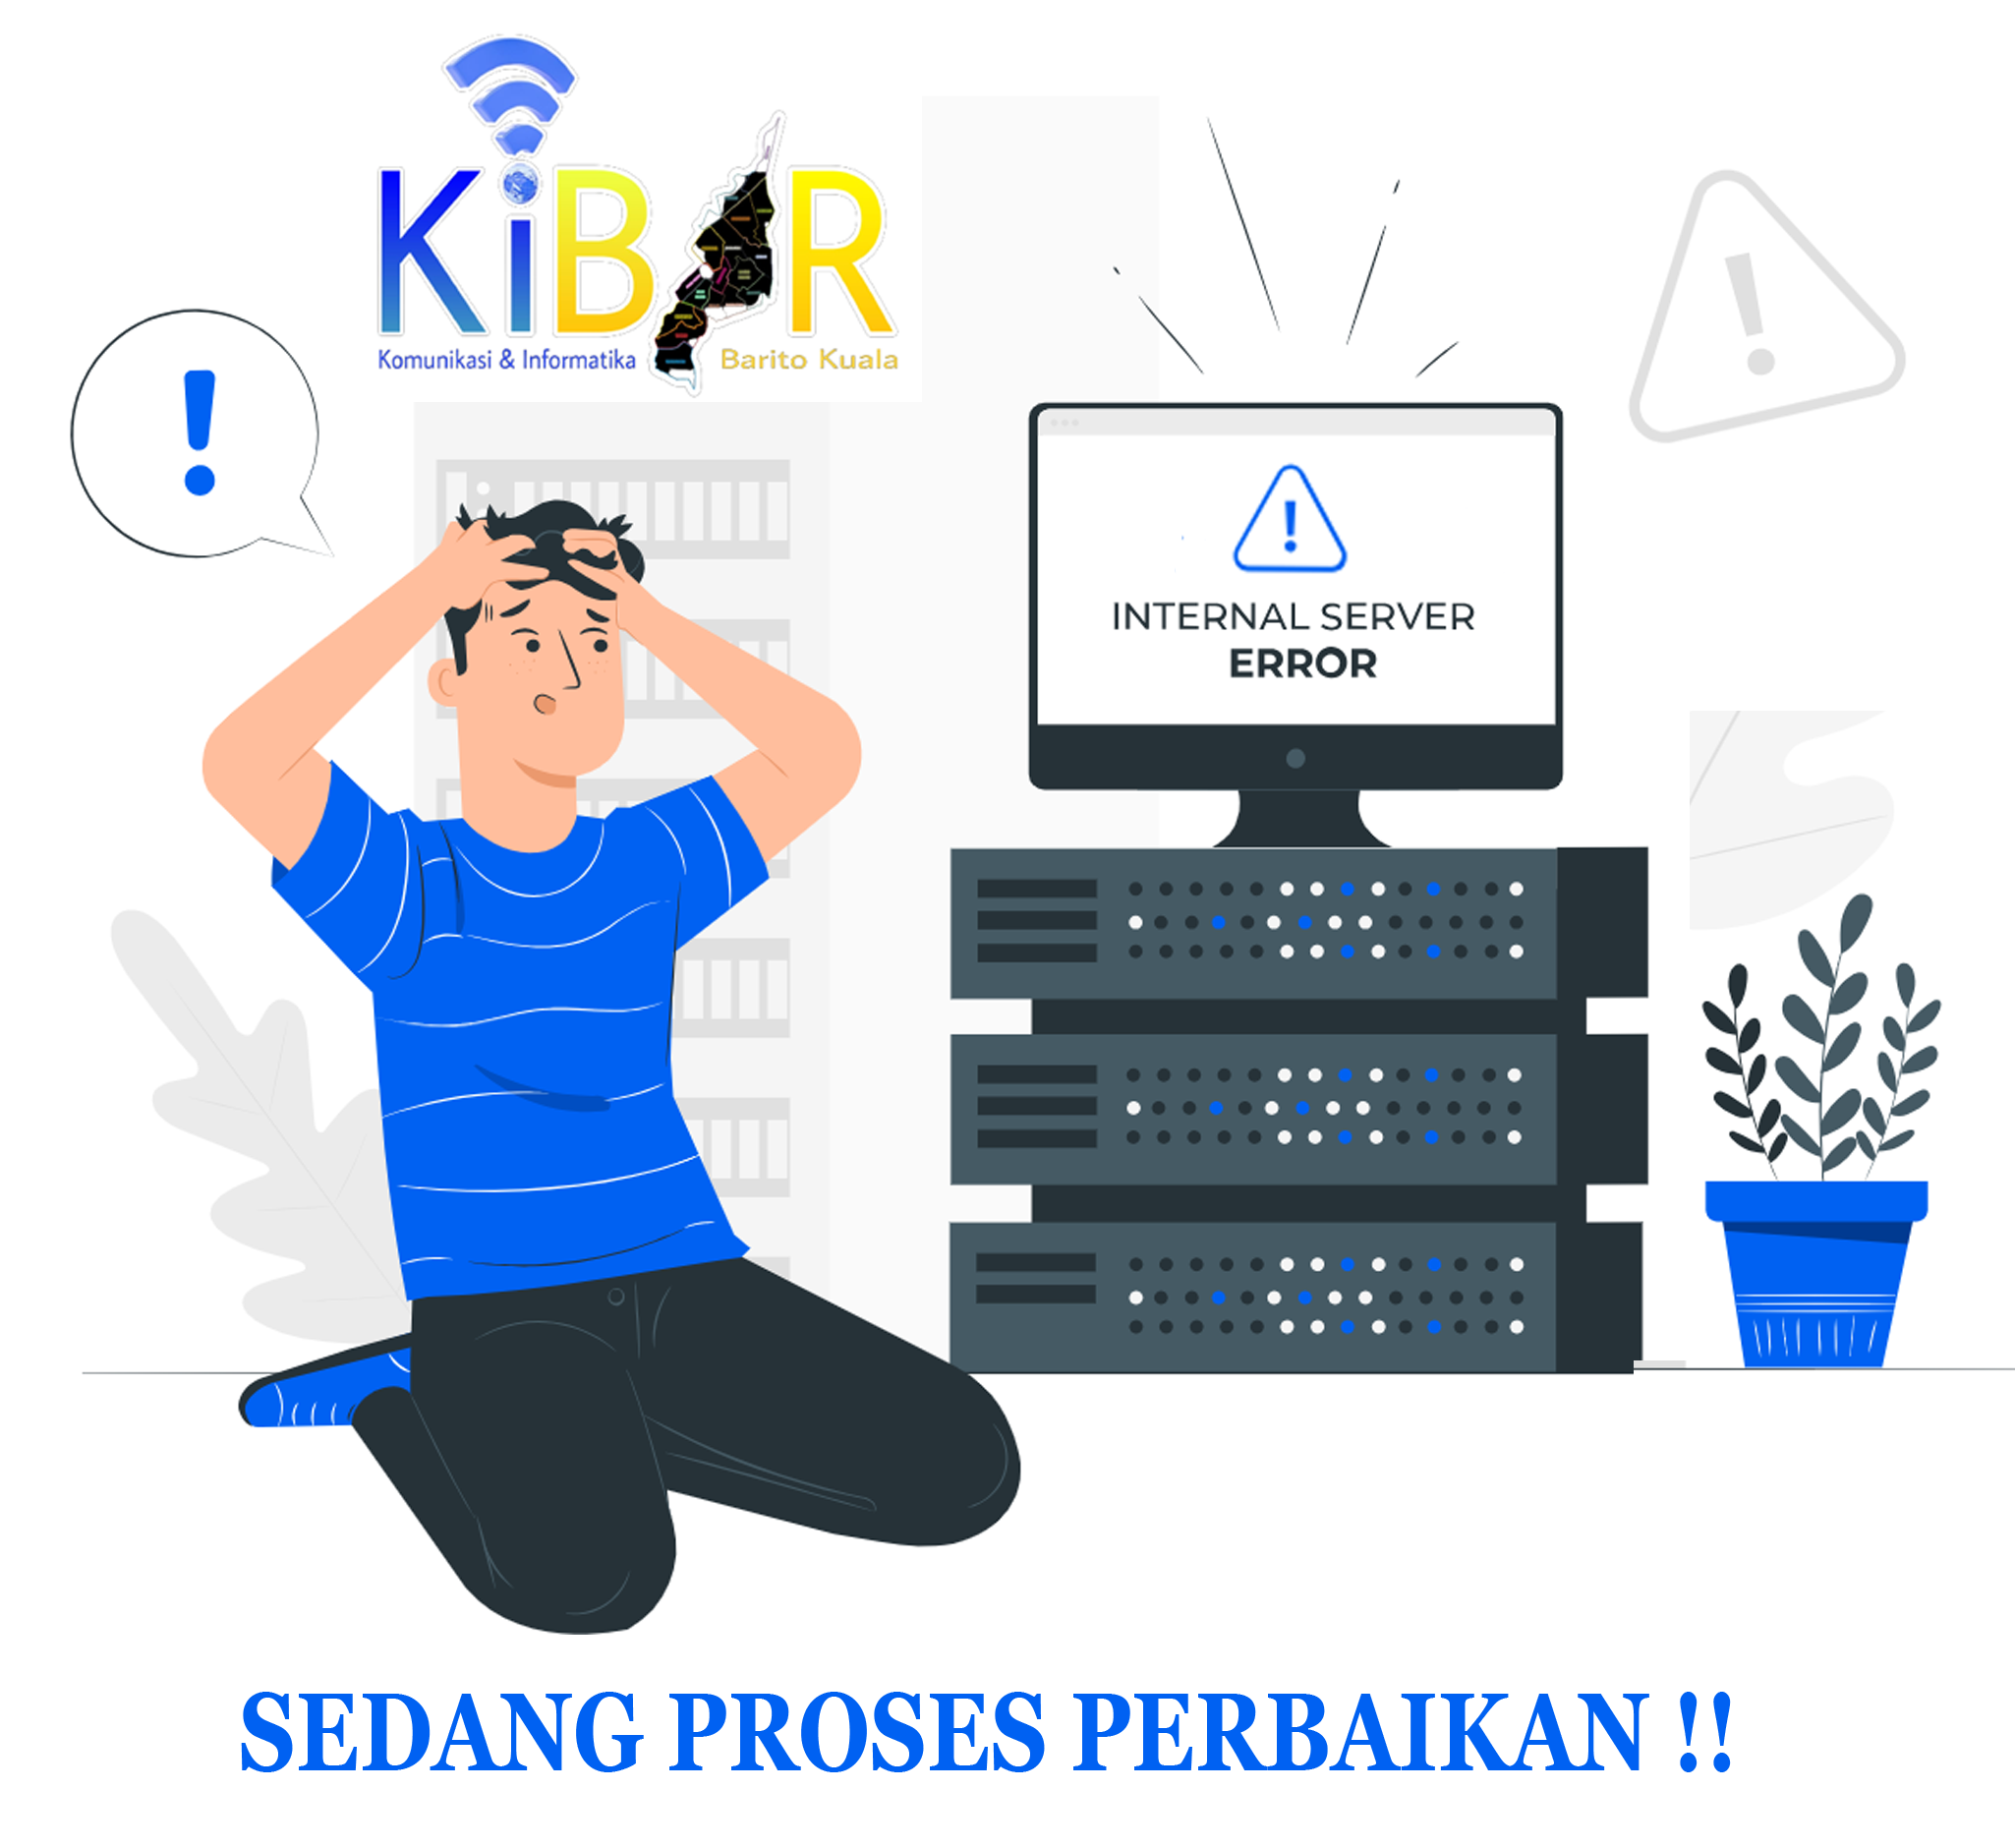 KiBAR
Komunikasi & Informatika
Barito Kuala
!
!
!
INTERNAL SERVER
ERROR
SEDANG PROSES PERBAIKAN !!